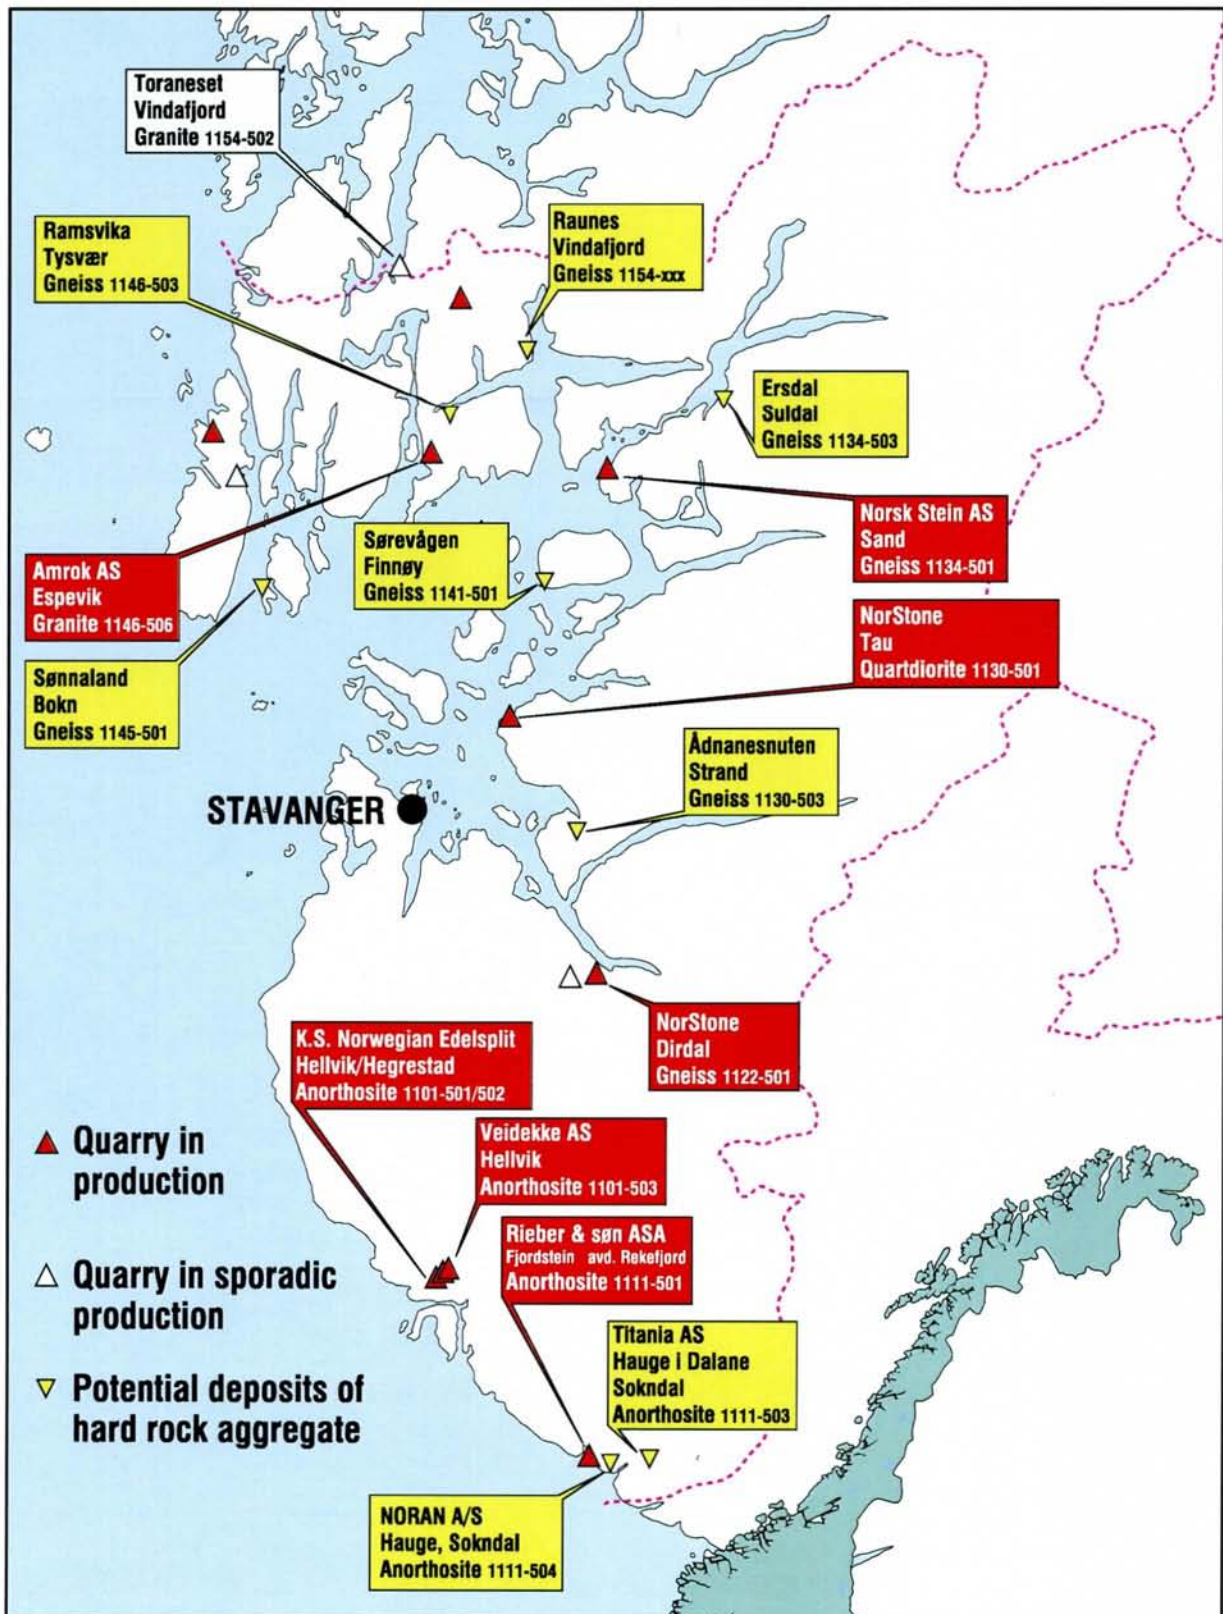 Toraneset
Vindafjord
Granite 1154-502
Ramsvika
Tysvær
Gneiss 1146-503
Raunes
Vindafjord
Gneiss 1154-xxx
Ersdal
Suldal
Gneiss 1134-503
Norsk Stein AS
Sand
Gneiss 1134-501
Sørevågen
Finnøy
Gneiss 1141-501
Amrok AS
Espevik
Granite 1146-506
NorStone
Tau
Quartdiorite 1130-501
Sønnaland
Bokn
Gneiss 1145-501
Ådnanesnuten
Strand
Gneiss 1130-503
STAVANGER
NorStone
Dirdal
Gneiss 1122-501
K.S. Norwegian Edelsplit
Hellvik/Hegrestad
Anorthosite 1101-501/502
Veidekke AS
Hellvik
Anorthosite 1101-503
Rieber & søn ASA
Fjordstein avd. Rekefjord
Anorthosite 1111-501
Titania AS
Hauge i Dalane
Sokndal
Anorthosite 1111-503
NORAN A/S
Hauge, Sokndal
Anorthosite 1111-504
Quarry in
production
Quarry in sporadic
production
Potential deposits of
hard rock aggregate